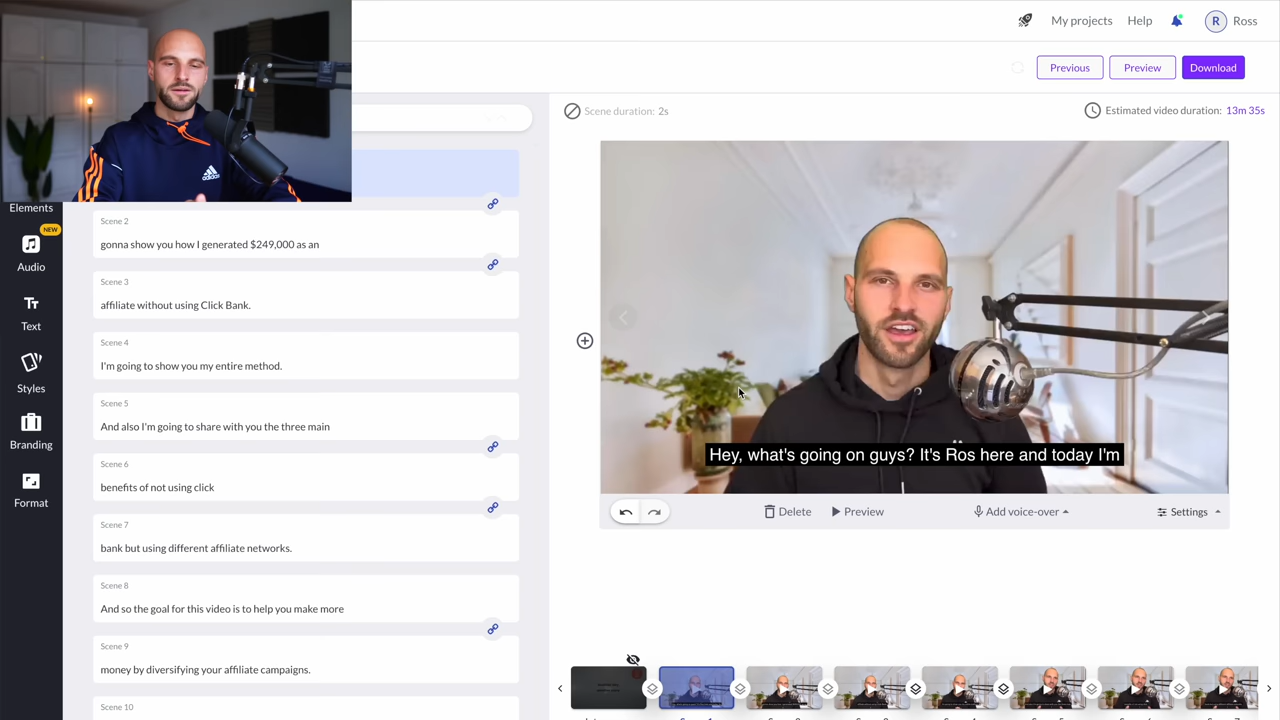 My projects
Help
R
Ross
Previous
Preview
Download
Scene duration: 2s
Estimated video duration: 13m 35s
adidas
Elements
NEW
Audio
Text
Styles
Branding
Format
Scene 2
gonna show you how I generated $249,000 as an
Scene 3
affiliate without using Click Bank.
Scene 4
I'm going to show you my entire method.
Scene 5
And also I'm going to share with you the three main
Scene 6
benefits of not using click
Scene 7
bank but using different affiliate networks.
Scene 8
And so the goal for this video is to help you make more
Scene 9
money by diversifying your affiliate campaigns.
Scene 10
Hey, what's going on guys? It's Ros here and today I'm
Delete
Preview
Add voice-over
Settings